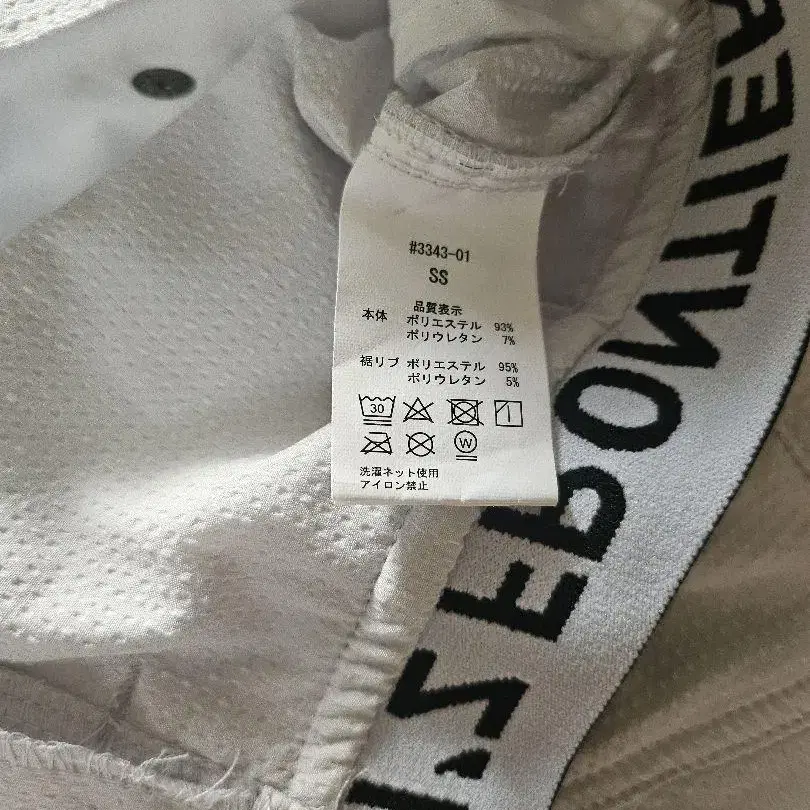 #3343-01
SS
品質表示
本体 ポリエステル 93%
ポリウレタン 7%
裾リブ ポリエステル 95%
ポリウレタン 5%
30
W
洗濯ネット使用
アイロン禁止